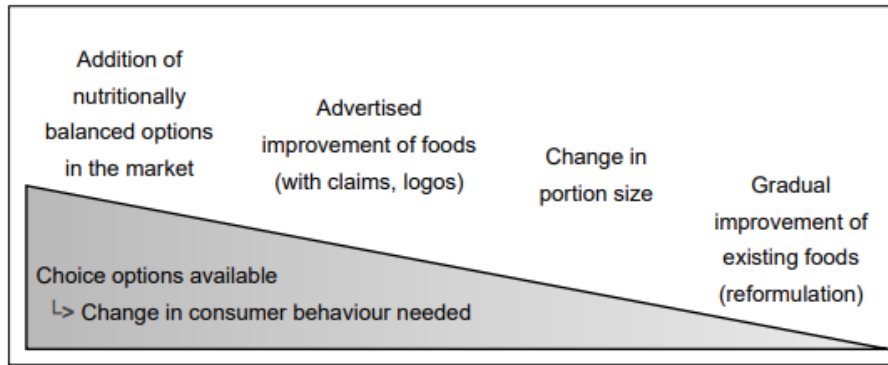 Addition of
nutritionally
balanced options
in the market
Advertised
improvement of foods
(with claims, logos)
Change in
portion size
Gradual
improvement of
existing foods
(reformulation)
Choice options available
↳ Change in consumer behaviour needed